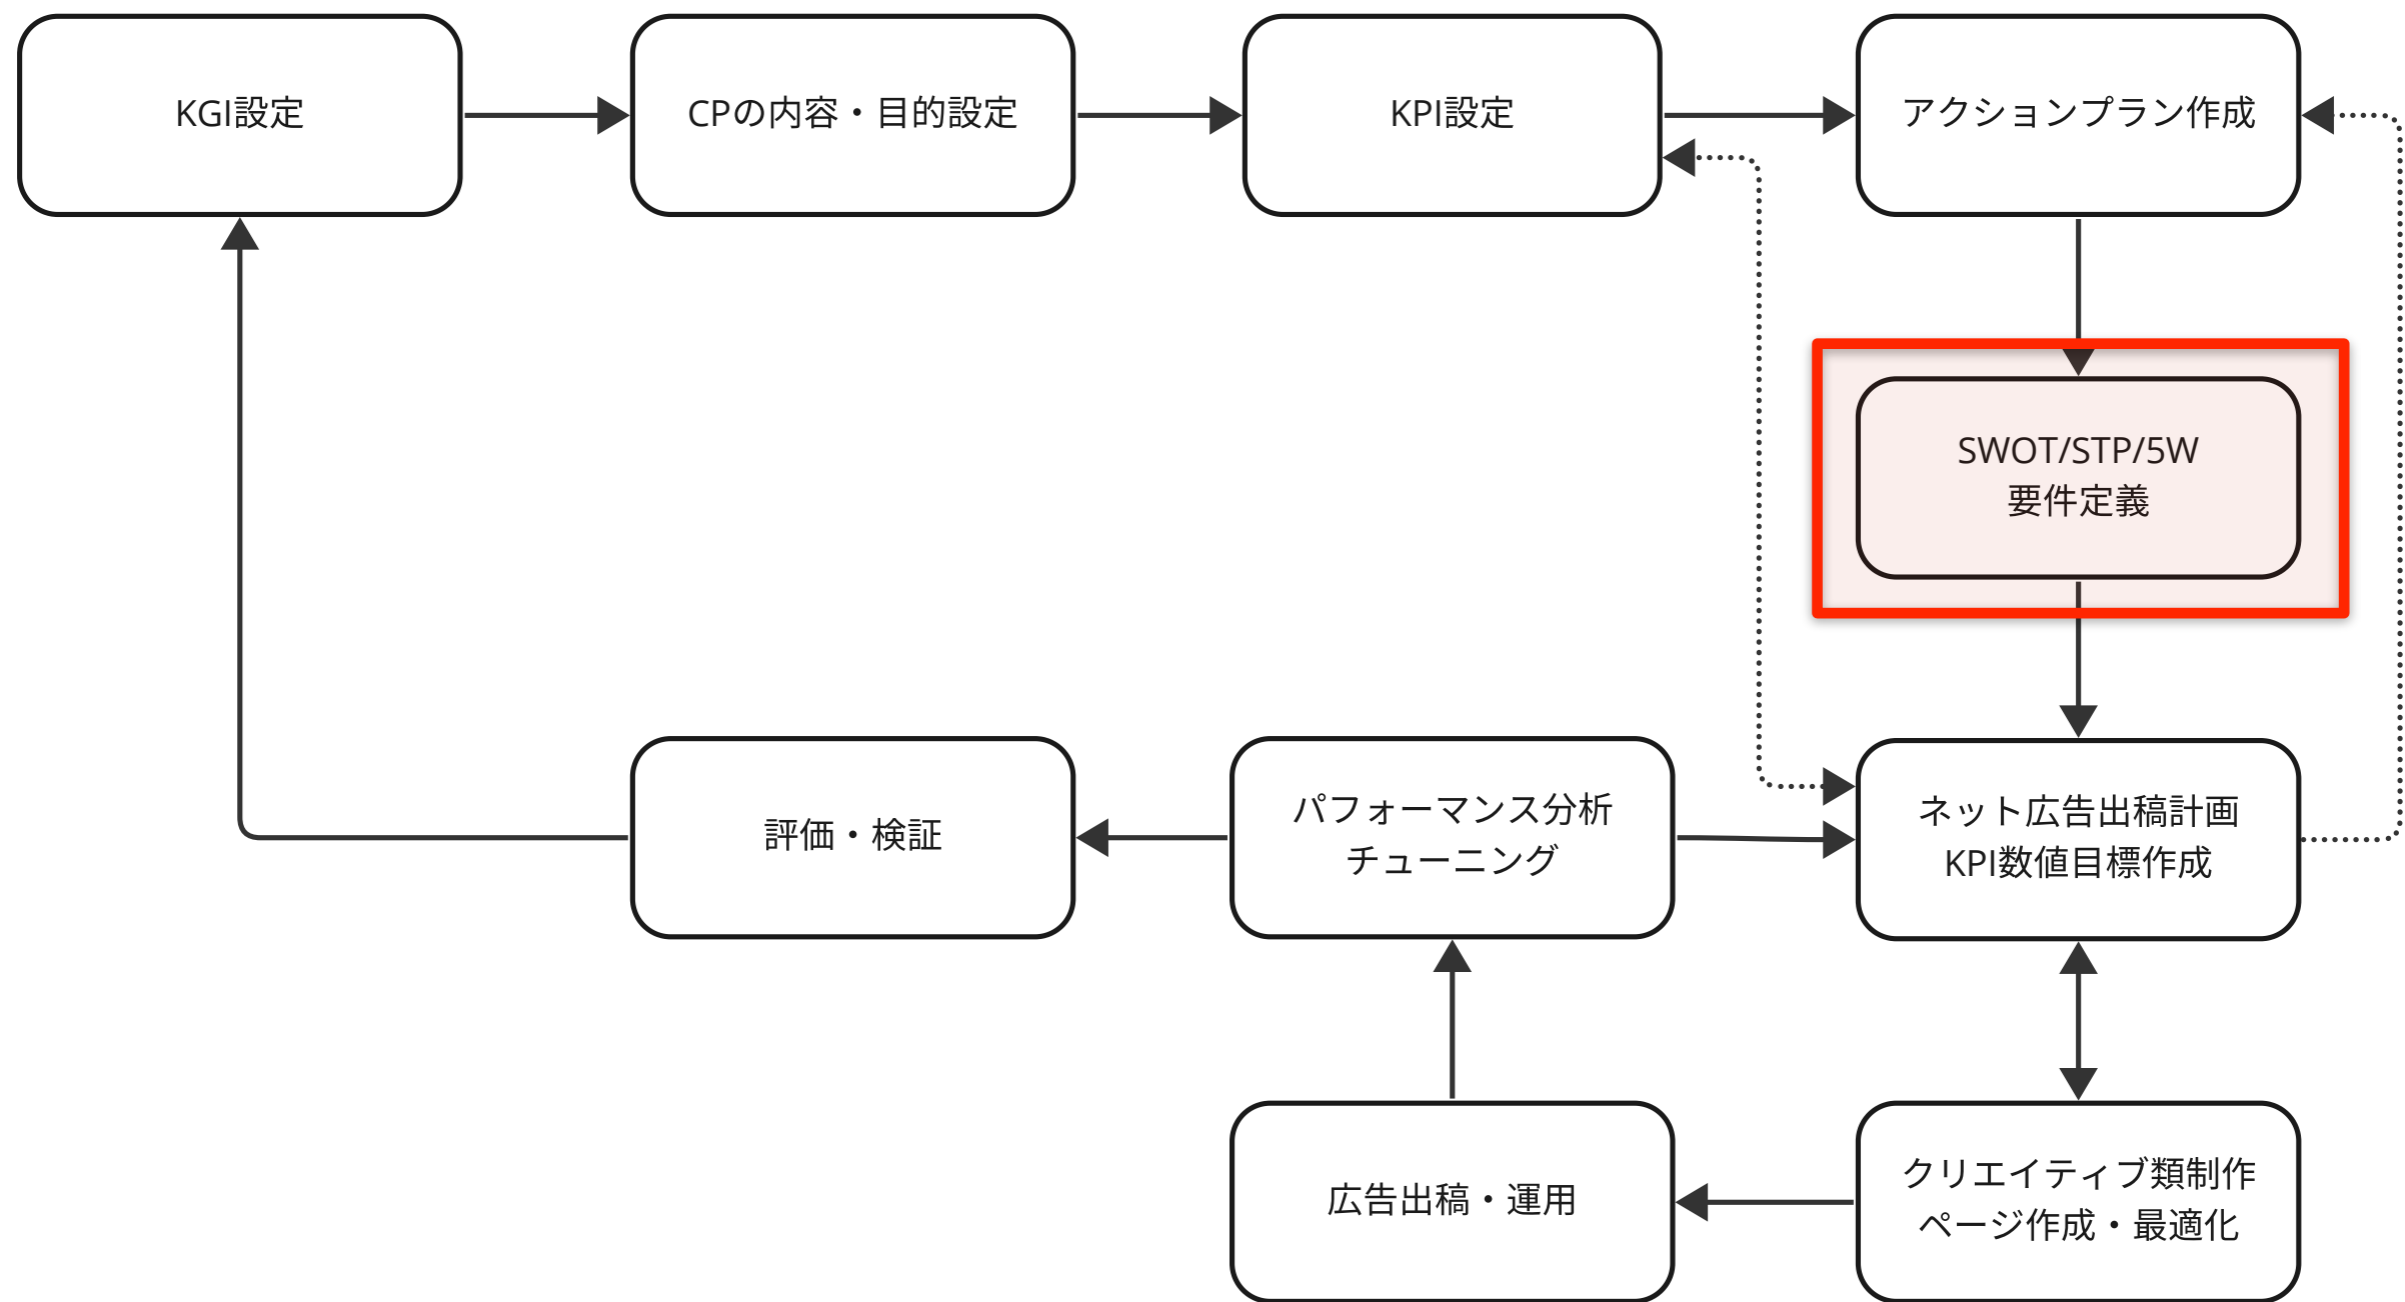 KGI設定
CPの内容・目的設定
KPI設定
アクションプラン作成
SWOT/STP/5W
要件定義
評価・検証
パフォーマンス分析
チューニング
ネット広告出稿計画
KPI数値目標作成
広告出稿・運用
クリエイティブ類制作
ページ作成・最適化